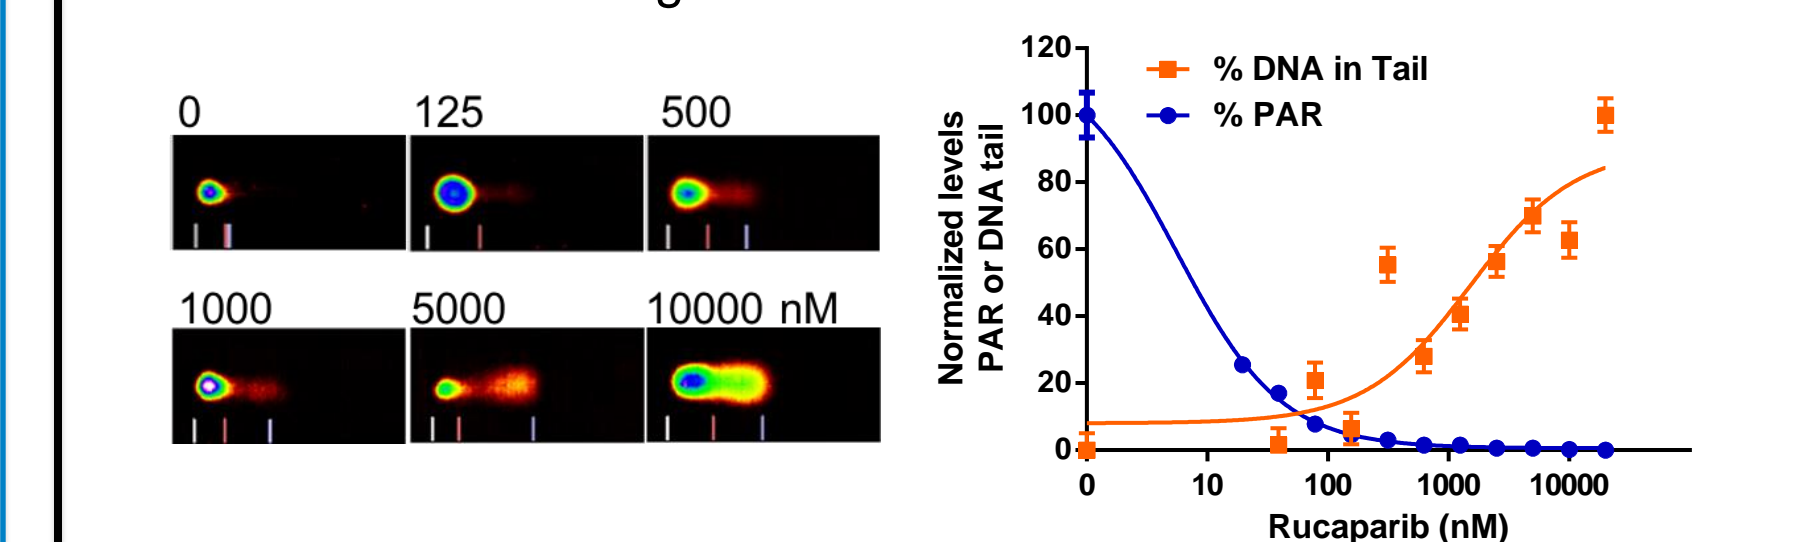 0 125 500
1000 5000 10000 nM
% DNA in Tail
% PAR
Normalized levels
PAR or DNA tail
120
100
80
60
40
20
0
0 10 100 1000 10000
Rucaparib (nM)